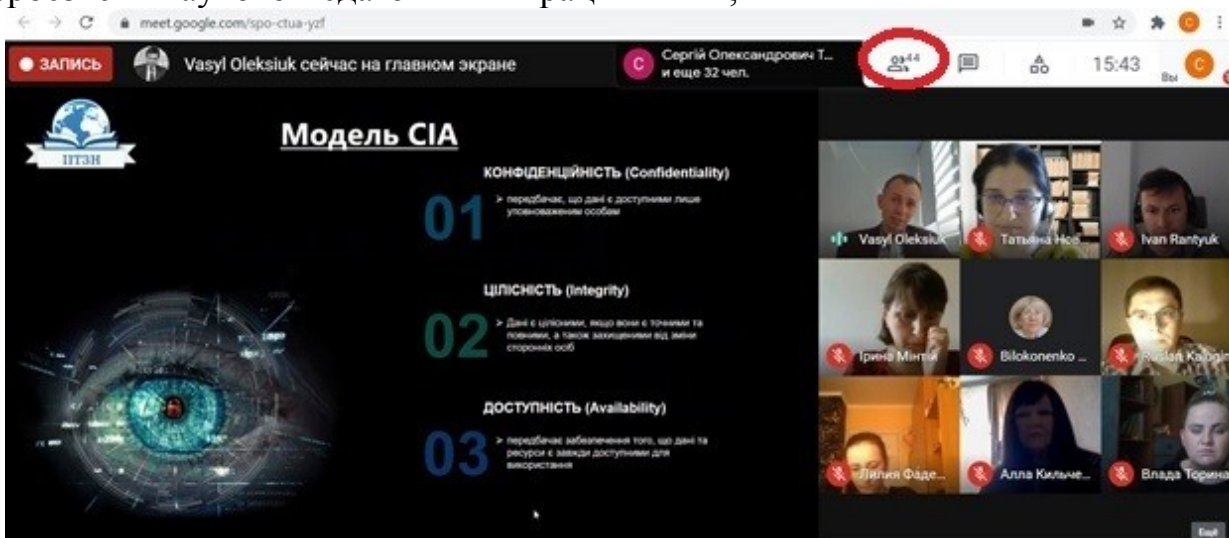 meet.google.com/spo-ctua-yzf
С
ЗАПИСЬ
Vasyl Oleksiuk сейчас на главном экране
С
Сергій Олександрович Т...
и еще 32 чел.
44
15:43
Вы
С
ІІТЗН
Модель CIA
01
КОНФІДЕНЦІЙНІСТЬ (Confidentiality)
> передбачає, що дані є доступними лише
уповноваженим особам
02
ЦІЛІСНІСТЬ (Integrity)
> Дані є цілісними, якщо вони є точними та
повними, а також захищеними від зміни
сторонніх осіб
03
ДОСТУПНІСТЬ (Availability)
> передбачає забезпечення того, що дані та
ресурси є завжди доступними для
використання
Vasyl Oleksiuk
Татьяна Нов...
Ivan Rantyuk
Ірина Мінтій
Bilokonenko ...
Ruslan Kalogin
Лилия Фаде...
Алла Кильче...
Влада Торина
Ещё